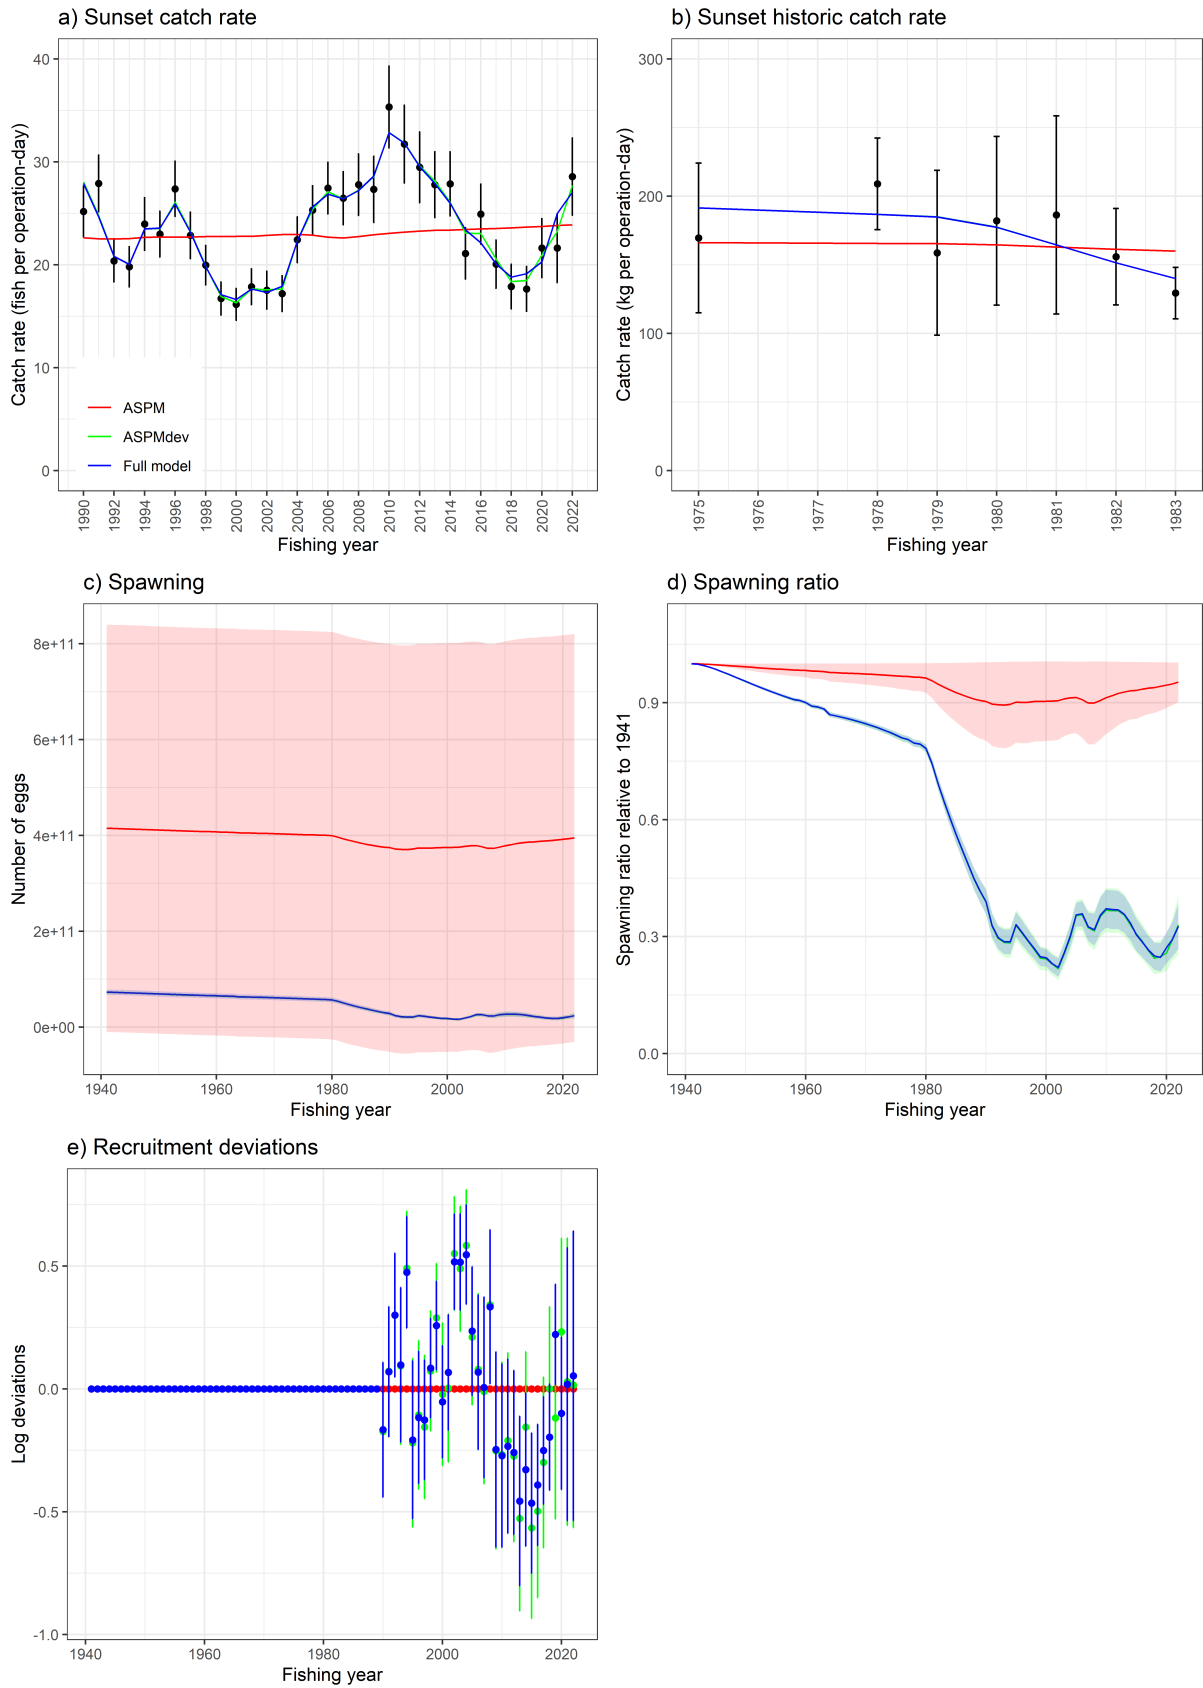 a) Sunset catch rate
Catch rate (fish per operation-day)
40
30
20
10
0
ASPM
ASPMdev
Full model
1990 1992 1994 1996 1998 2000 2002 2004 2006 2008 2010 2012 2014 2016 2018 2020 2022
Fishing year
b) Sunset historic catch rate
Catch rate (kg per operation-day)
300
200
100
0
1975 1976 1977 1978 1979 1980 1981 1982 1983
Fishing year
c) Spawning
Number of eggs
8e+11
6e+11
4e+11
2e+11
0e+00
1940 1960 1980 2000 2020
Fishing year
d) Spawning ratio
Spawning ratio relative to 1941
0.9
0.6
0.3
0.0
1940 1960 1980 2000 2020
Fishing year
e) Recruitment deviations
Log deviations
0.5
0.0
-0.5
-1.0
1940 1960 1980 2000 2020
Fishing year